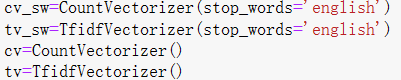 cv_sw=CountVectorizer(stop_words='english')
tv_sw=TfidfVectorizer(stop_words='english')
cv=CountVectorizer()
tv=TfidfVectorizer()